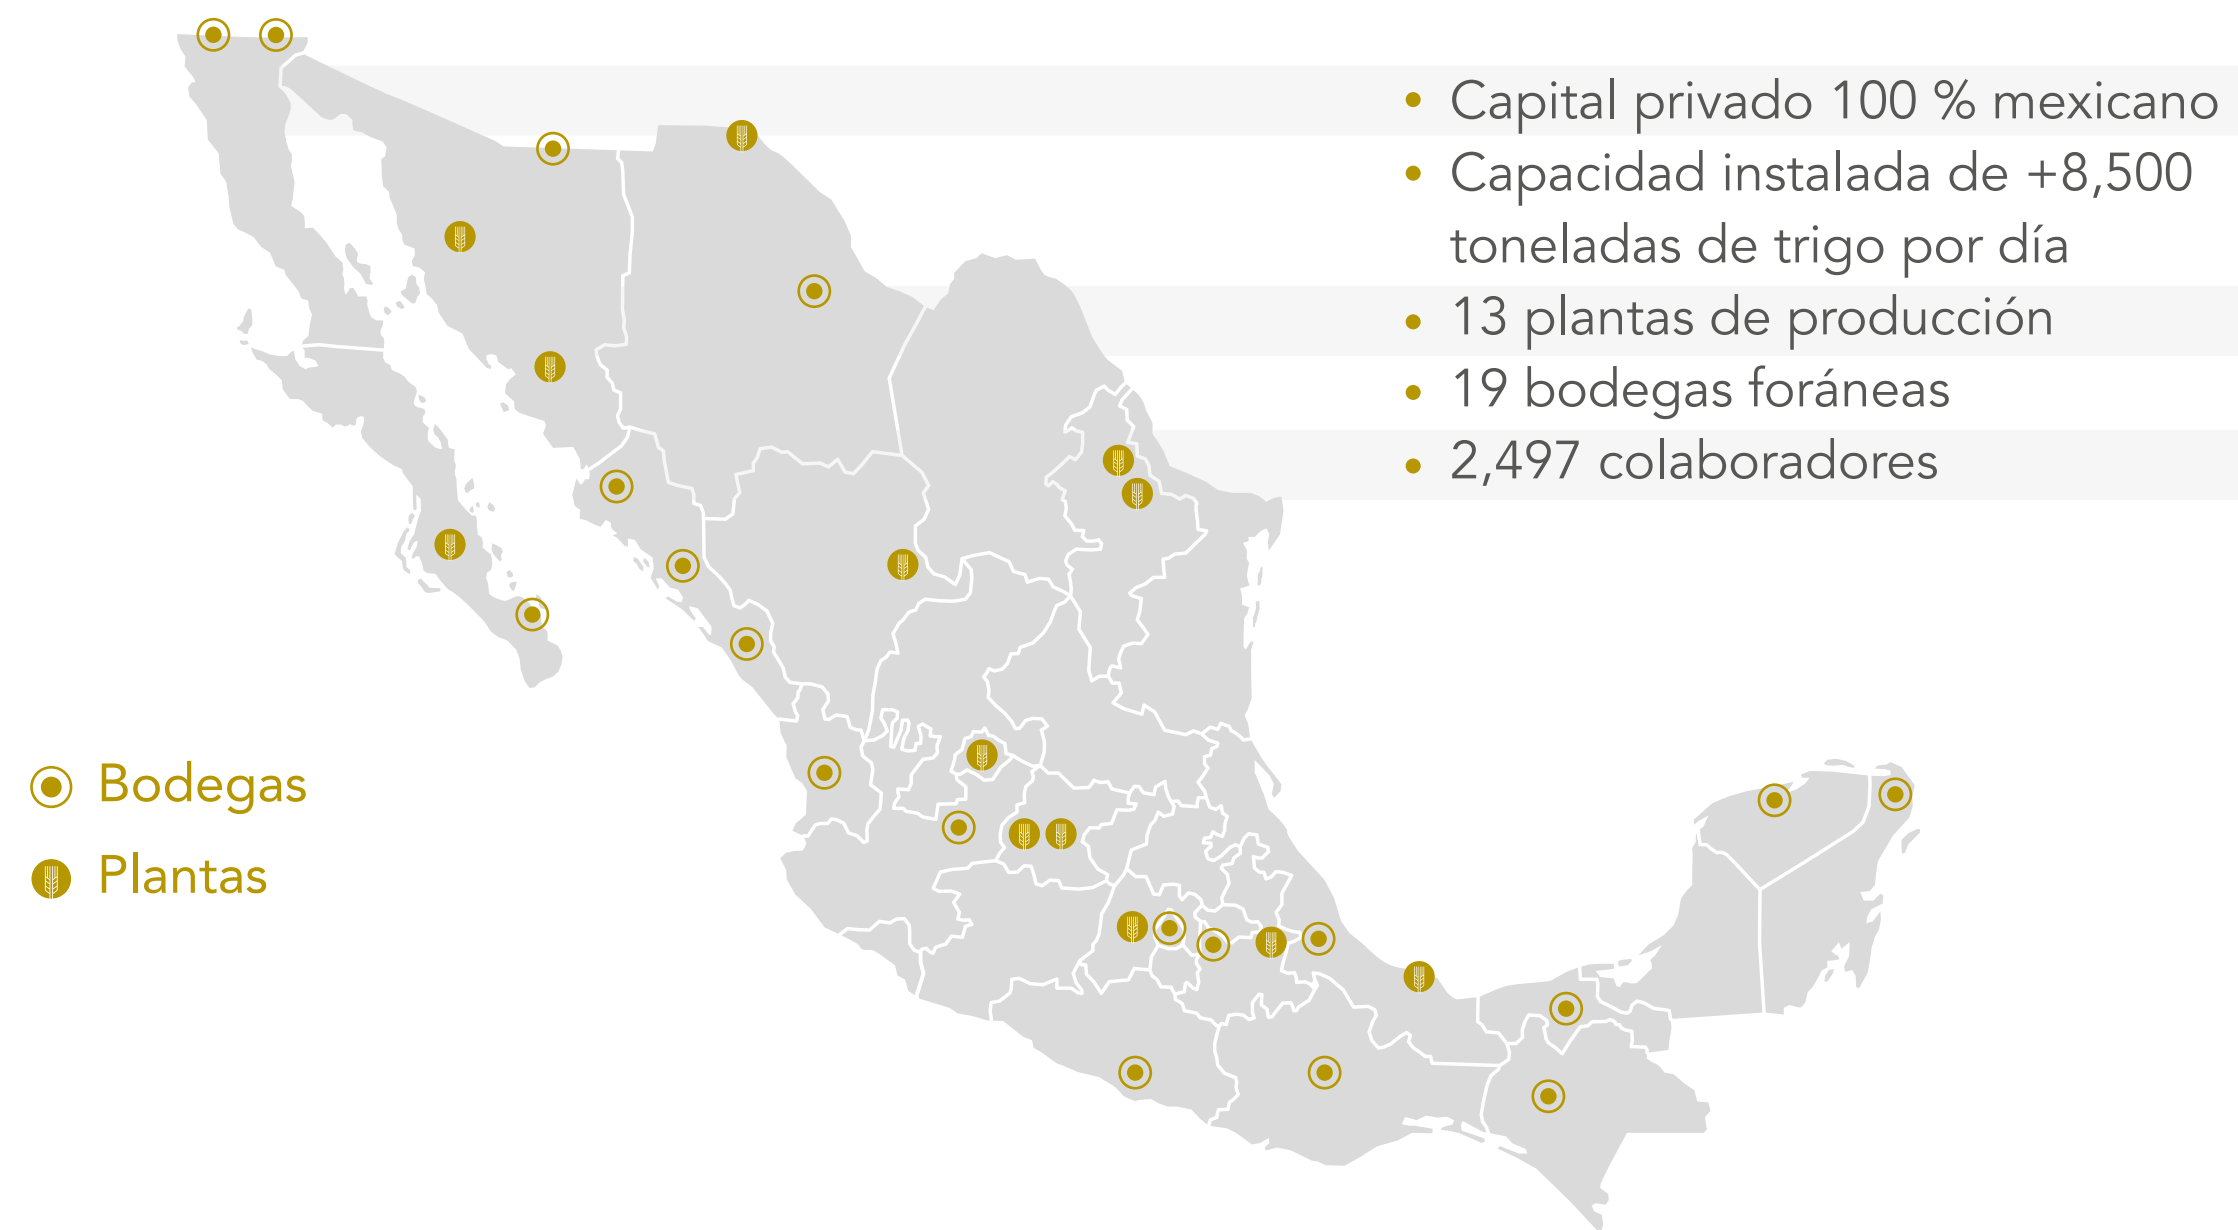 Capital privado 100 % mexicano
Capacidad instalada de +8,500
toneladas de trigo por día
13 plantas de producción
19 bodegas foráneas
2,497 colaboradores
Bodegas
Plantas